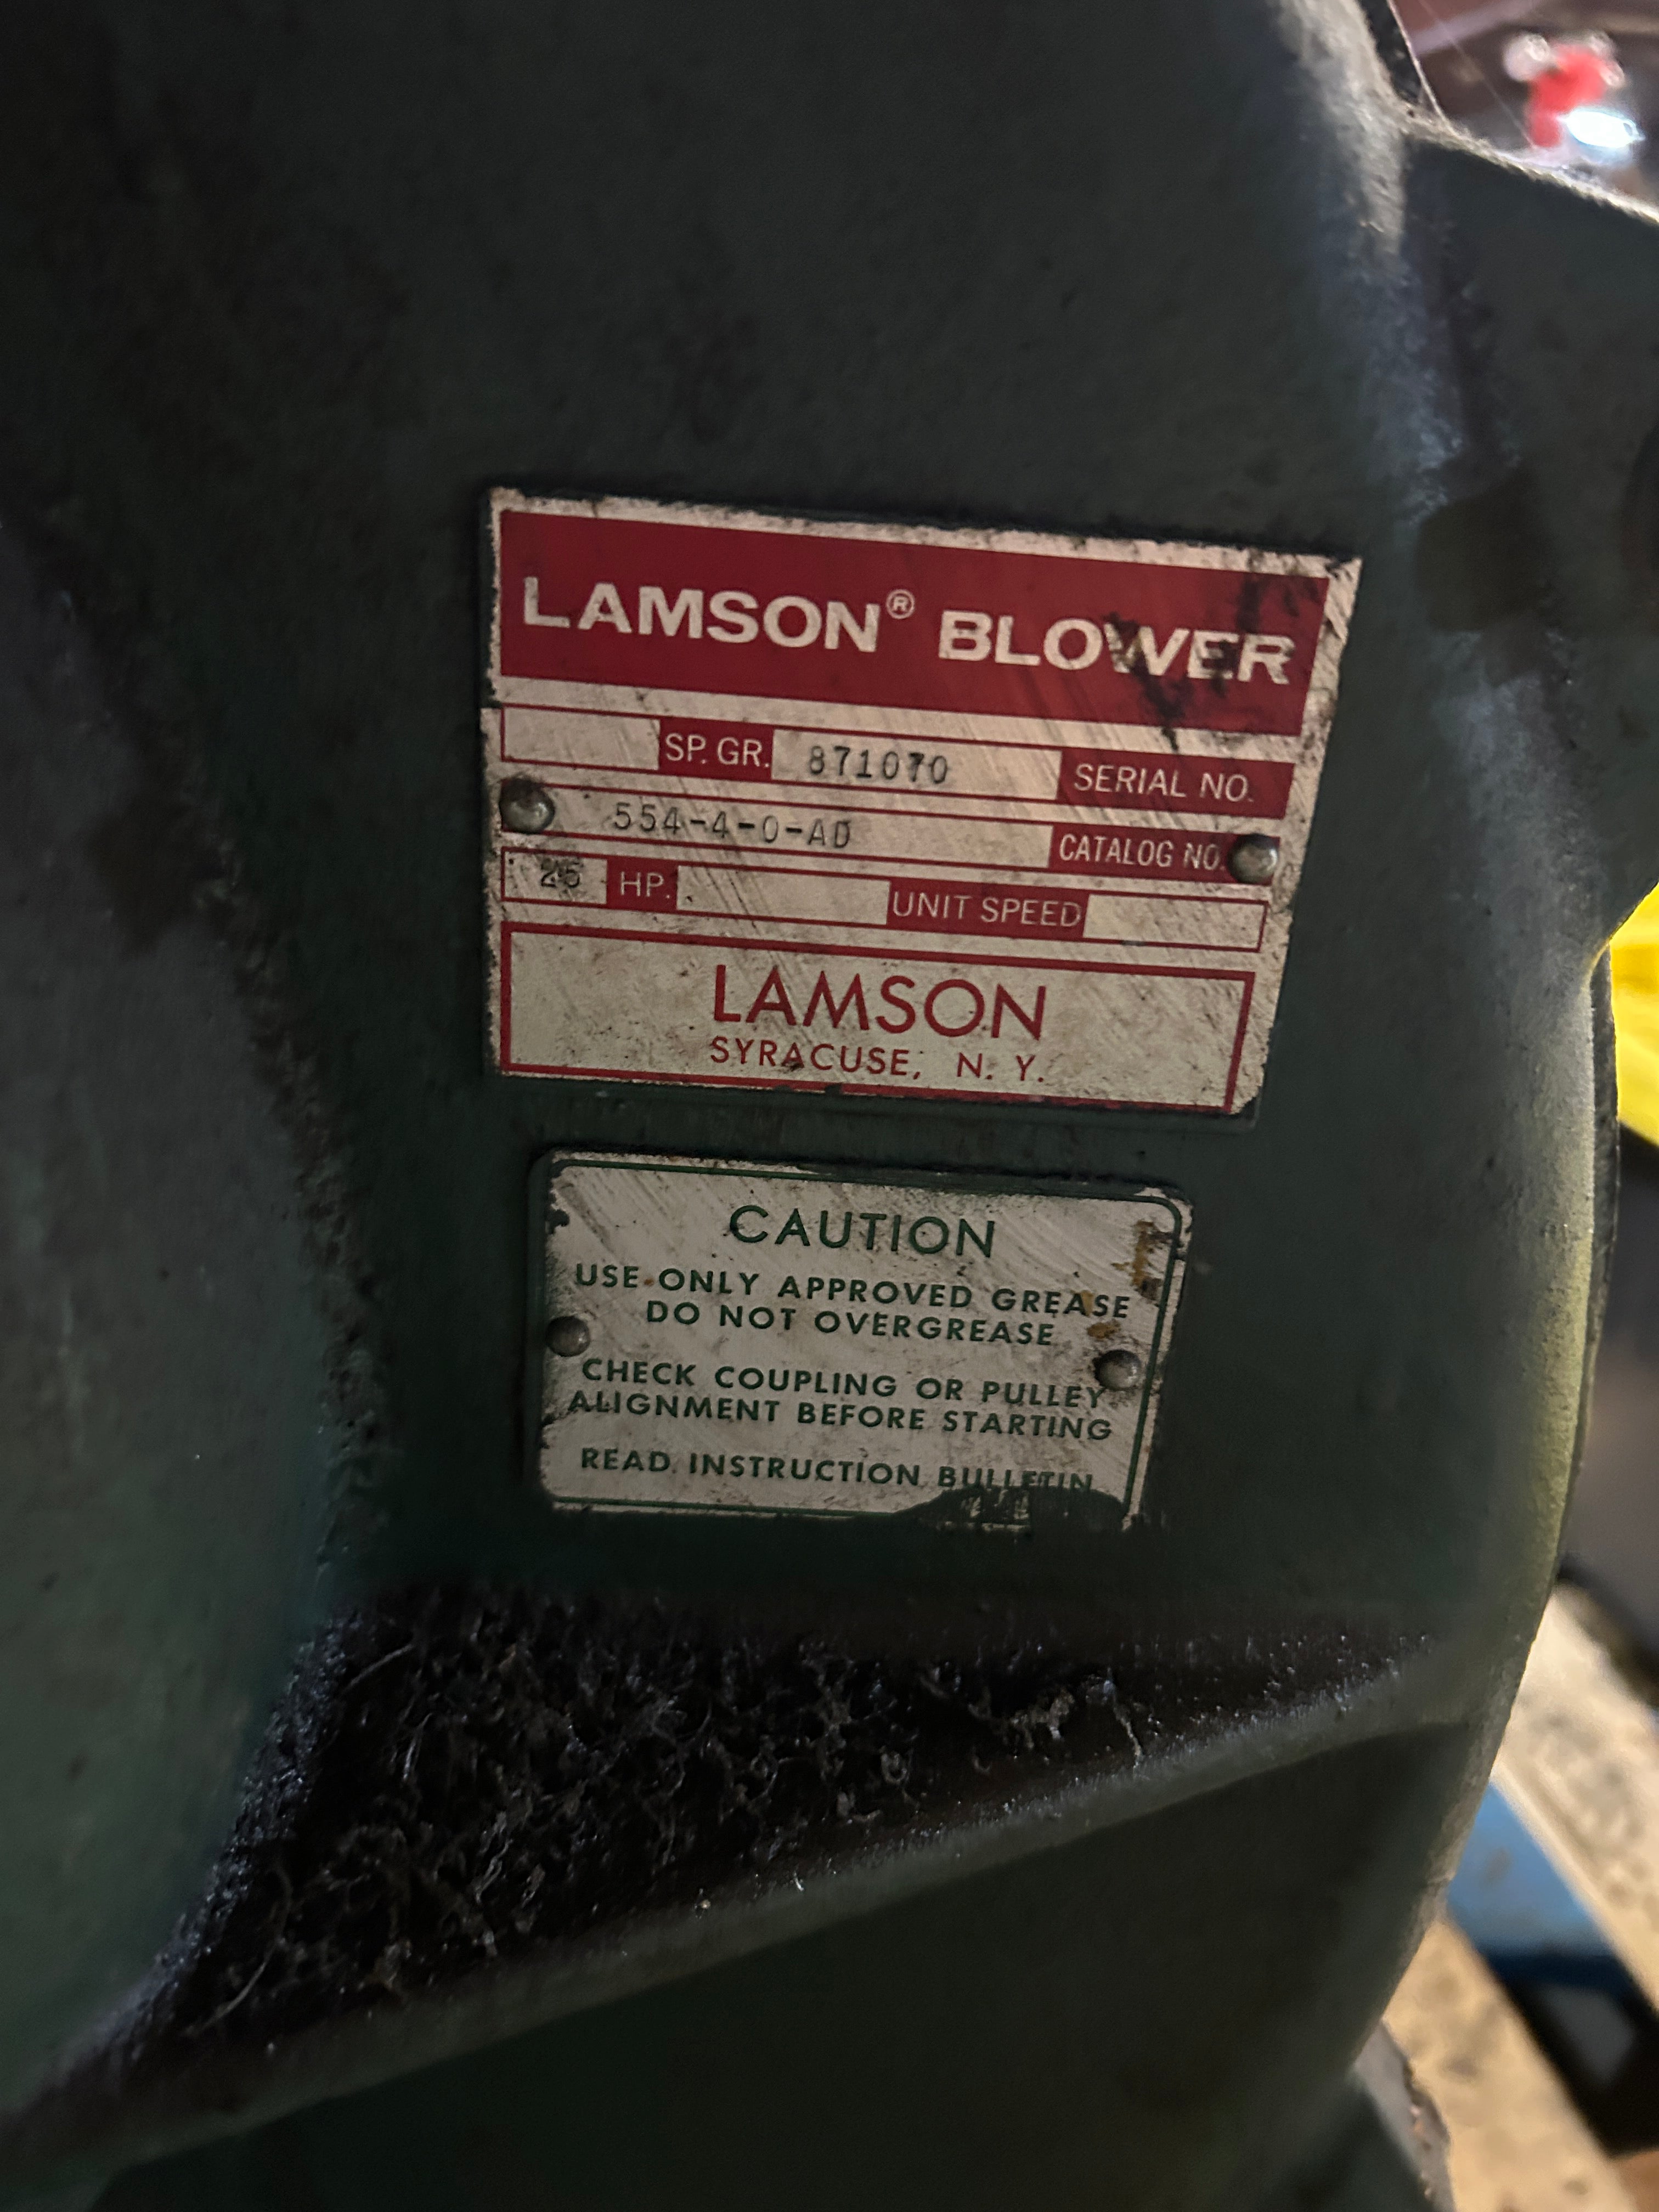 LAMSON® BLOWER
SP. GR. 871070 SERIAL NO.
554-4-0-AD CATALOG NO.
25 HP. UNIT SPEED
LAMSON
SYRACUSE, N. Y.
CAUTION
USE ONLY APPROVED GREASE
DO NOT OVERGREASE
CHECK COUPLING OR PULLEY
ALIGNMENT BEFORE STARTING
READ INSTRUCTION BULLETIN